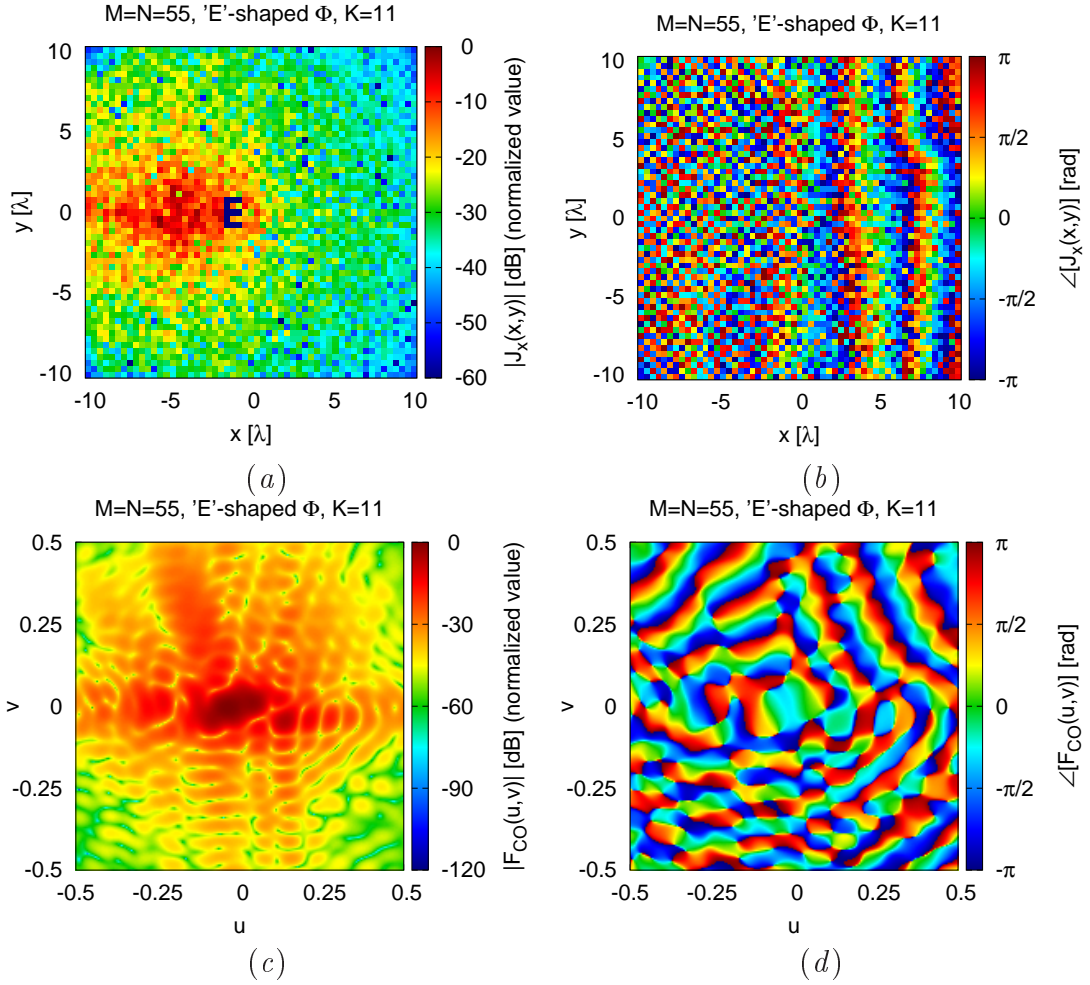 M=N=55, 'E'-shaped Φ, K=11
10
5
0
-5
-10
y [λ]
-10
-5
0
5
10
x [λ]
0
-10
-20
-30
-40
-50
-60
|Jx(x,y)| [dB] (normalized value)
E
(a)
M=N=55, 'E'-shaped Φ, K=11
10
5
0
-5
-10
y [λ]
-10
-5
0
5
10
x [λ]
π
π/2
0
-π/2
-π
∠[Jx(x,y)] [rad]
(b)
M=N=55, 'E'-shaped Φ, K=11
0.5
0.25
0
-0.25
-0.5
v
-0.5
-0.25
0
0.25
0.5
u
0
-30
-60
-90
-120
|FCO(u,v)| [dB] (normalized value)
(c)
M=N=55, 'E'-shaped Φ, K=11
0.5
0.25
0
-0.25
-0.5
v
-0.5
-0.25
0
0.25
0.5
u
π
π/2
0
-π/2
-π
∠[FCO(u,v)] [rad]
(d)